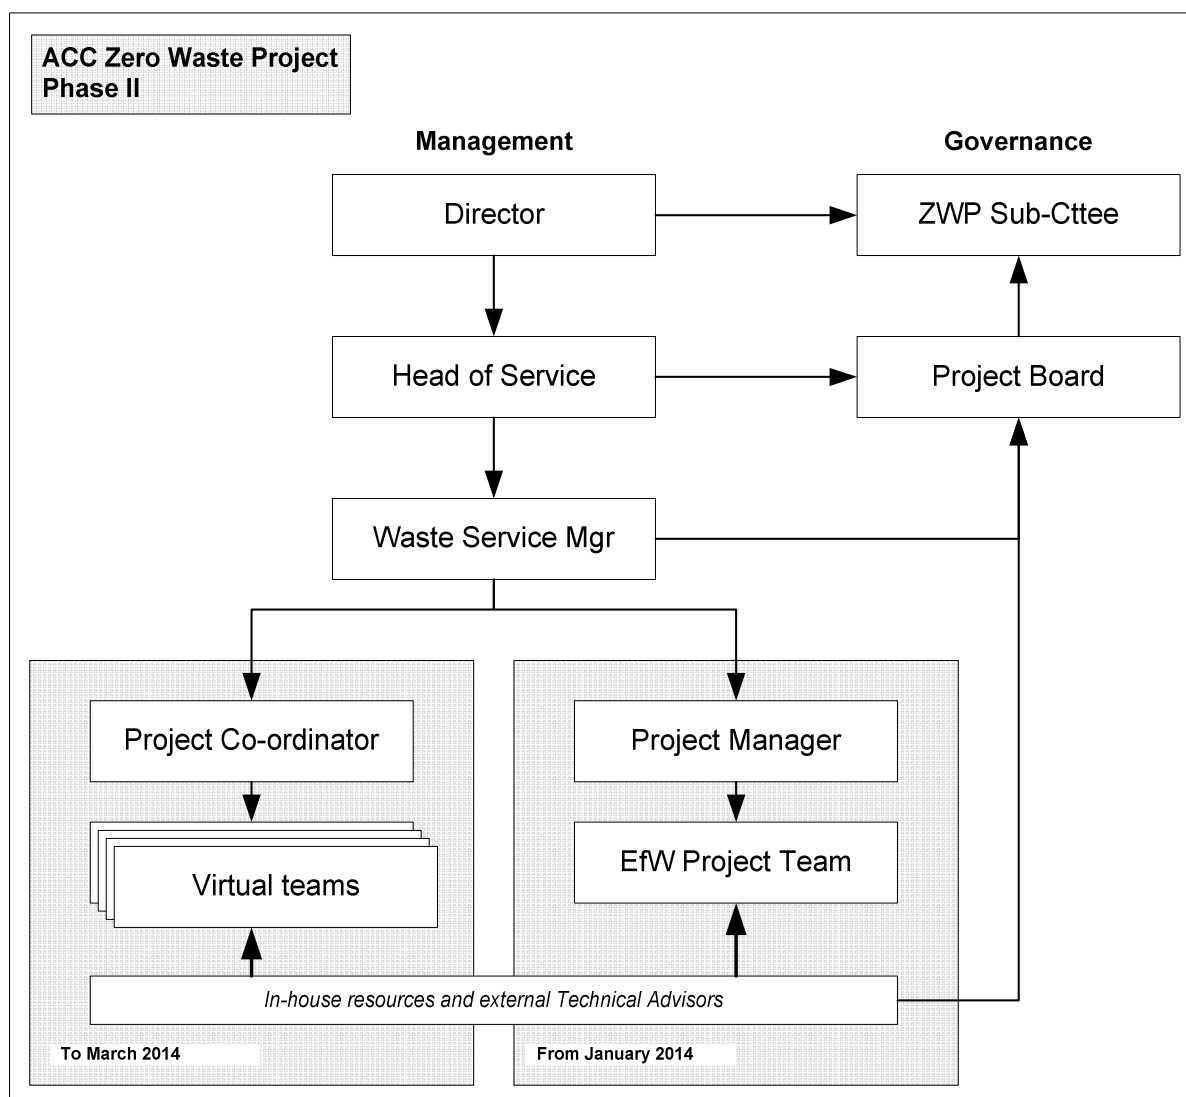 ACC Zero Waste Project
Phase II
Management
Governance
Director
ZWP Sub-Cttee
Head of Service
Project Board
Waste Service Mgr
Project Co-ordinator
Project Manager
Virtual teams
EfW Project Team
In-house resources and external Technical Advisors
To March 2014
From January 2014